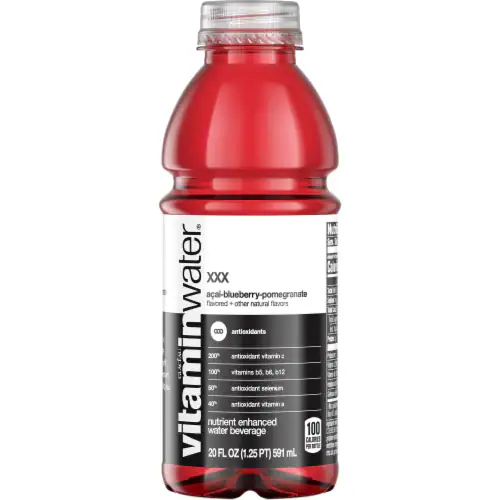 glacéau
vitaminwater®
XXX
açai-blueberry-pomegranate
flavored + other natural flavors
antioxidants
200% antioxidant vitamin c
100% vitamins b5, b6, b12
50% antioxidant selenium
40% antioxidant vitamin a
nutrient enhanced
water beverage
20 FL OZ (1.25 PT) 591 mL
100
CALORIES
PER BOTTLE